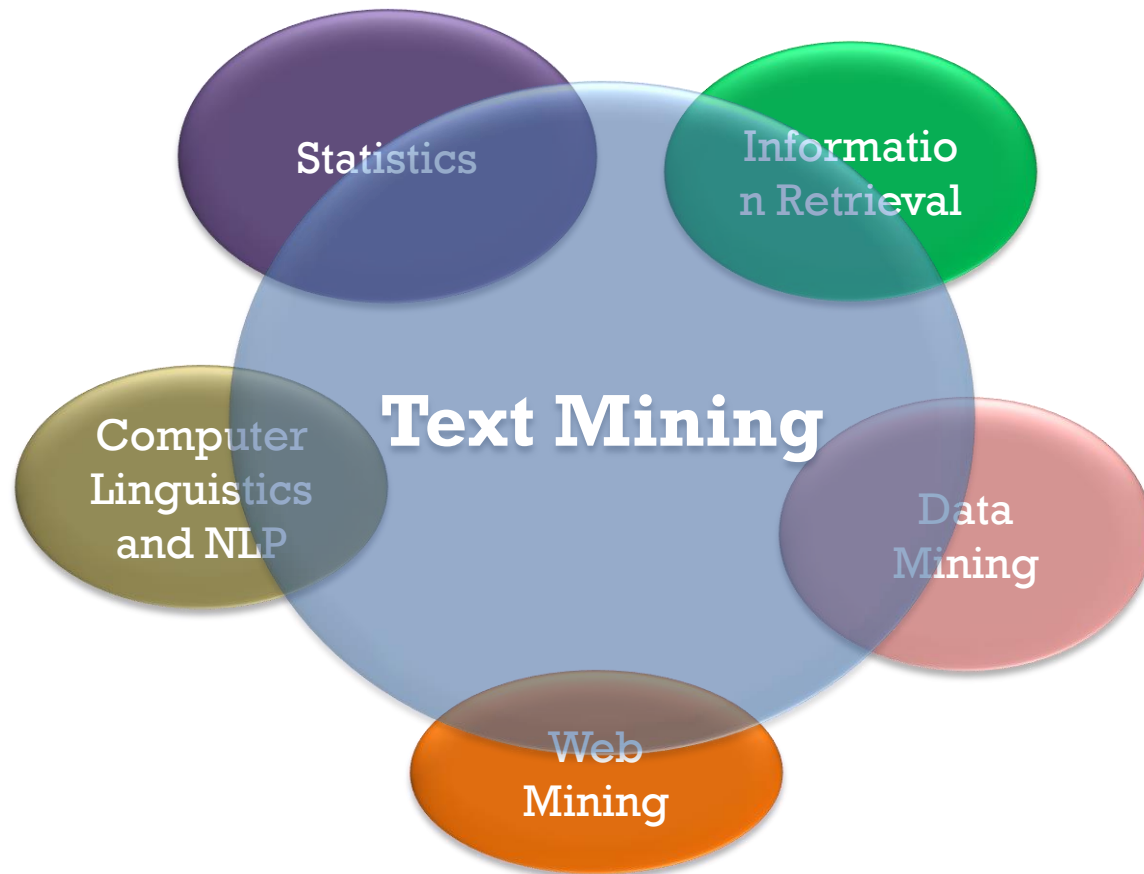 Statistics
Informatio
n Retrieval
Text Mining
Computer
Linguistics
and NLP
Data
Mining
Web
Mining